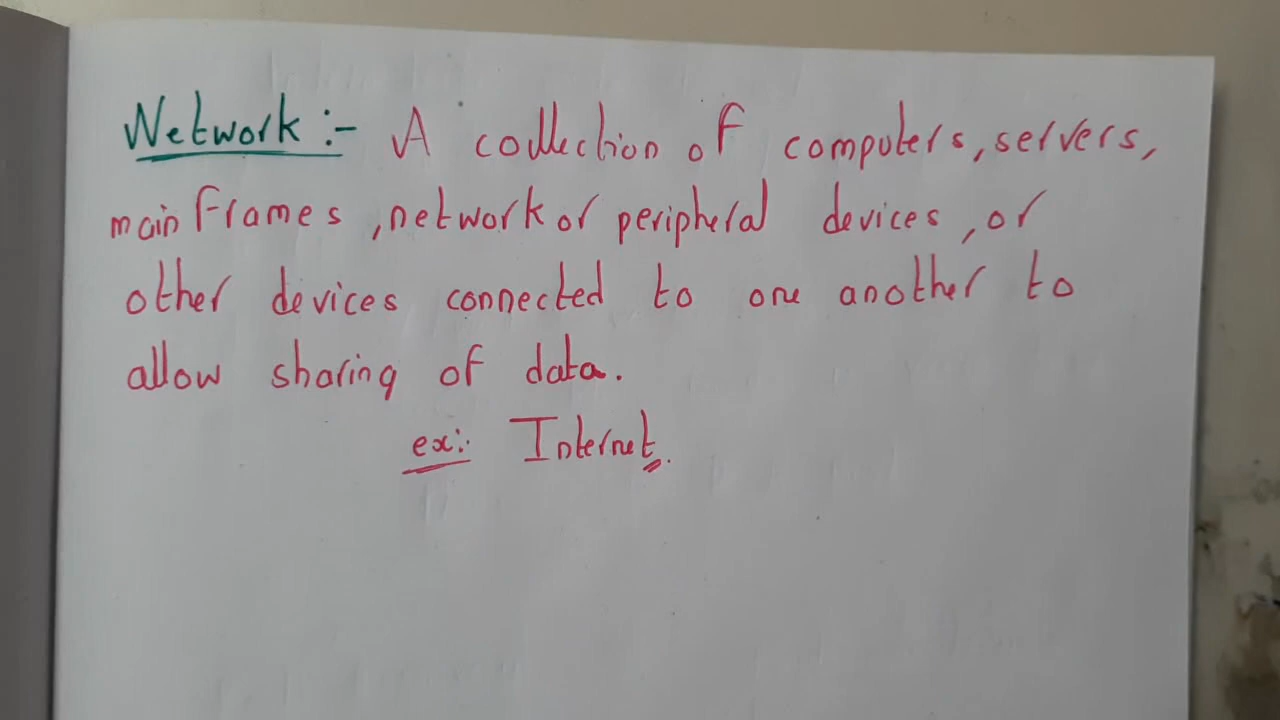 Network :- A collection of computers, servers,
mainframes, network or peripheral devices, or
other devices connected to one another to
allow sharing of data.
ex:- Internet.